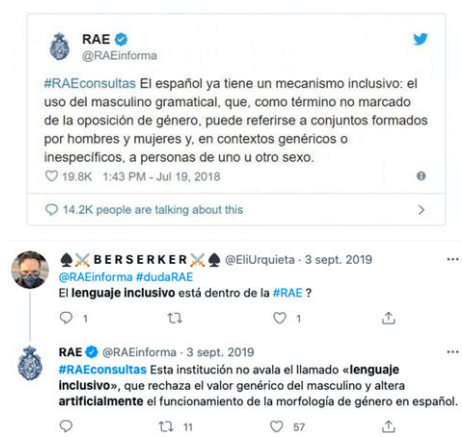 RAE
@RAEinforma
#RAEconsultas El español ya tiene un mecanismo inclusivo: el
uso del masculino gramatical, que, como término no marcado
de la oposición de género, puede referirse a conjuntos formados
por hombres y mujeres y, en contextos genéricos o
inespecíficos, a personas de uno u otro sexo.
19.8K 1:43 PM - Jul 19, 2018
14.2K people are talking about this
♠⚔BERSERKER⚔♠ @EliUrquieta · 3 sept. 2019
@RAEinforma #dudaRAE
El lenguaje inclusivo está dentro de la #RAE ?
1 1
RAE @RAEinforma · 3 sept. 2019
#RAEconsultas Esta institución no avala el llamado «lenguaje
inclusivo», que rechaza el valor genérico del masculino y altera
artificialmente el funcionamiento de la morfología de género en español.
11 57